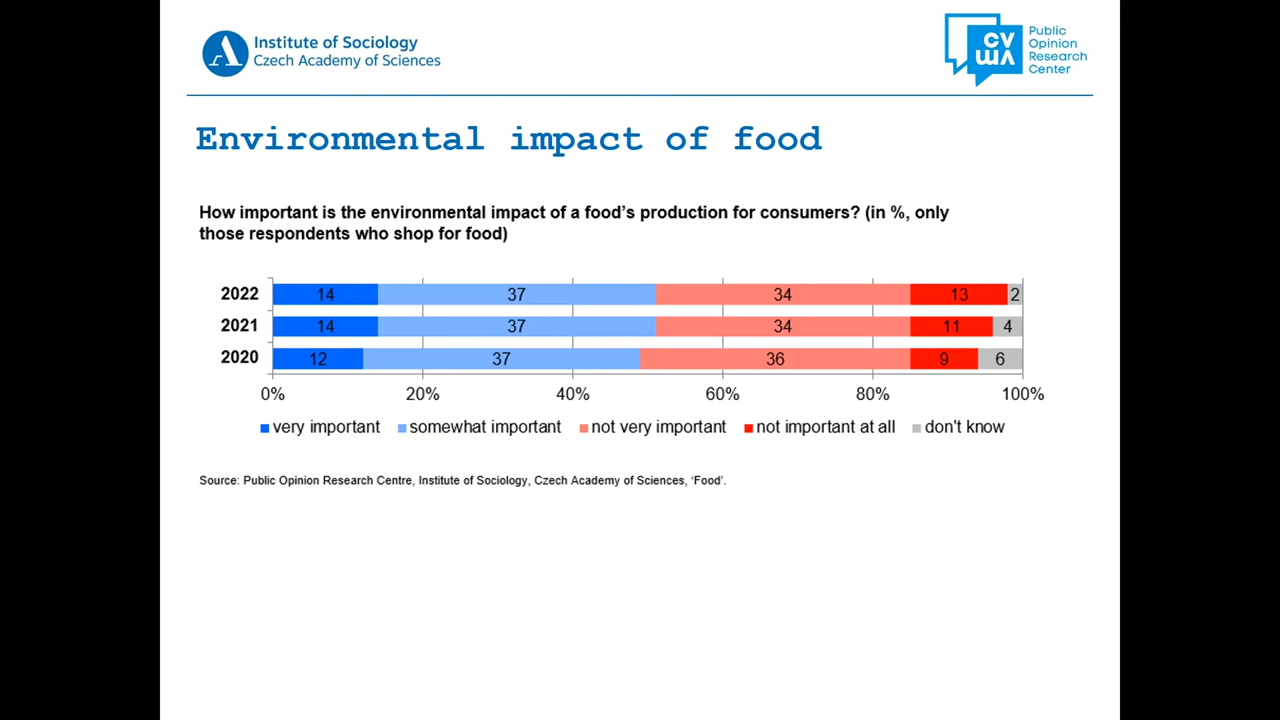 Institute of Sociology
Czech Academy of Sciences
Public
Opinion
Research
Center
Environmental impact of food
How important is the environmental impact of a food’s production for consumers? (in %, only
those respondents who shop for food)
2022 14 37 34 13 2
2021 14 37 34 11 4
2020 12 37 36 9 6
0% 20% 40% 60% 80% 100%
very important somewhat important not very important not important at all don't know
Source: Public Opinion Research Centre, Institute of Sociology, Czech Academy of Sciences, ‘Food’.